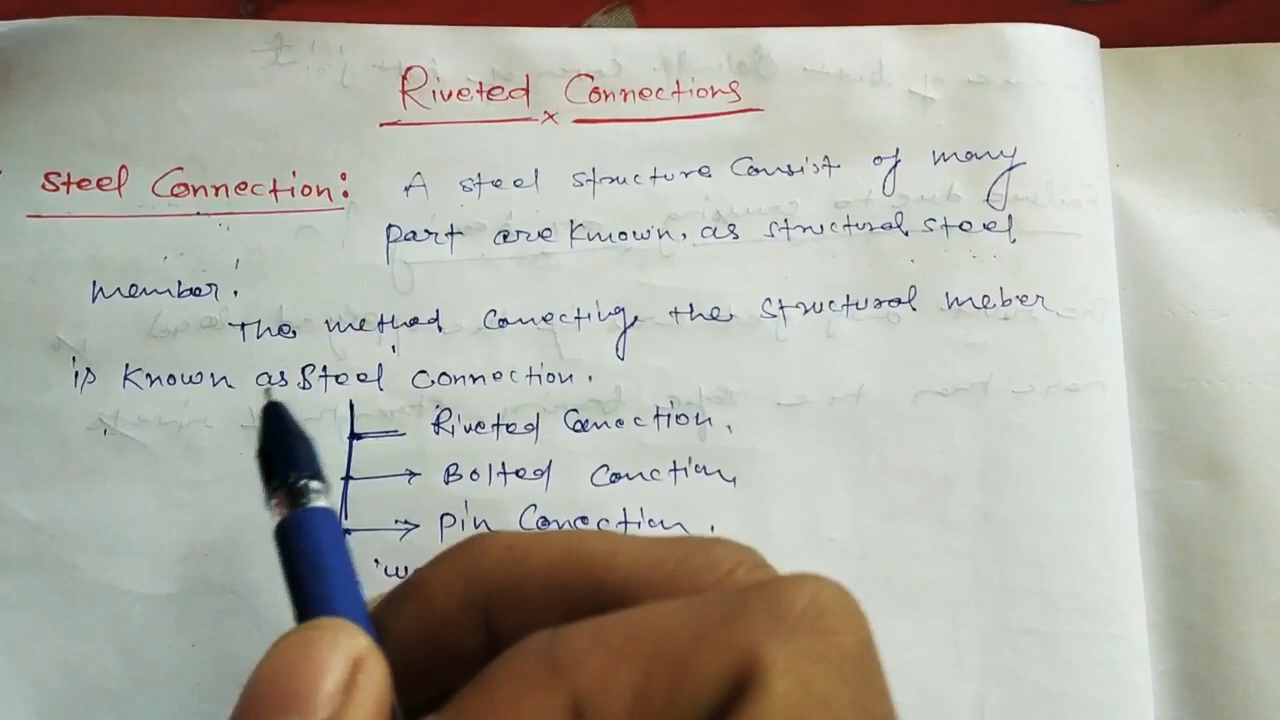 Riveted Connections
Steel Connection: A steel structure Consist of many
part are known, as structural steel
member.
The method conecting the structural meber
is known as Steel connection.
Riveted Conection.
Bolted Conction,
Pin Conection.